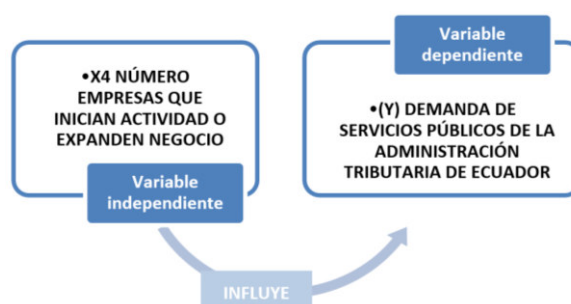 •X4 NÚMERO
EMPRESAS QUE
INICIAN ACTIVIDAD O
EXPANDEN NEGOCIO
Variable
independiente
Variable
dependiente
•(Y) DEMANDA DE
SERVICIOS PÚBLICOS DE LA
ADMINISTRACIÓN
TRIBUTARIA DE ECUADOR
INFLUYE